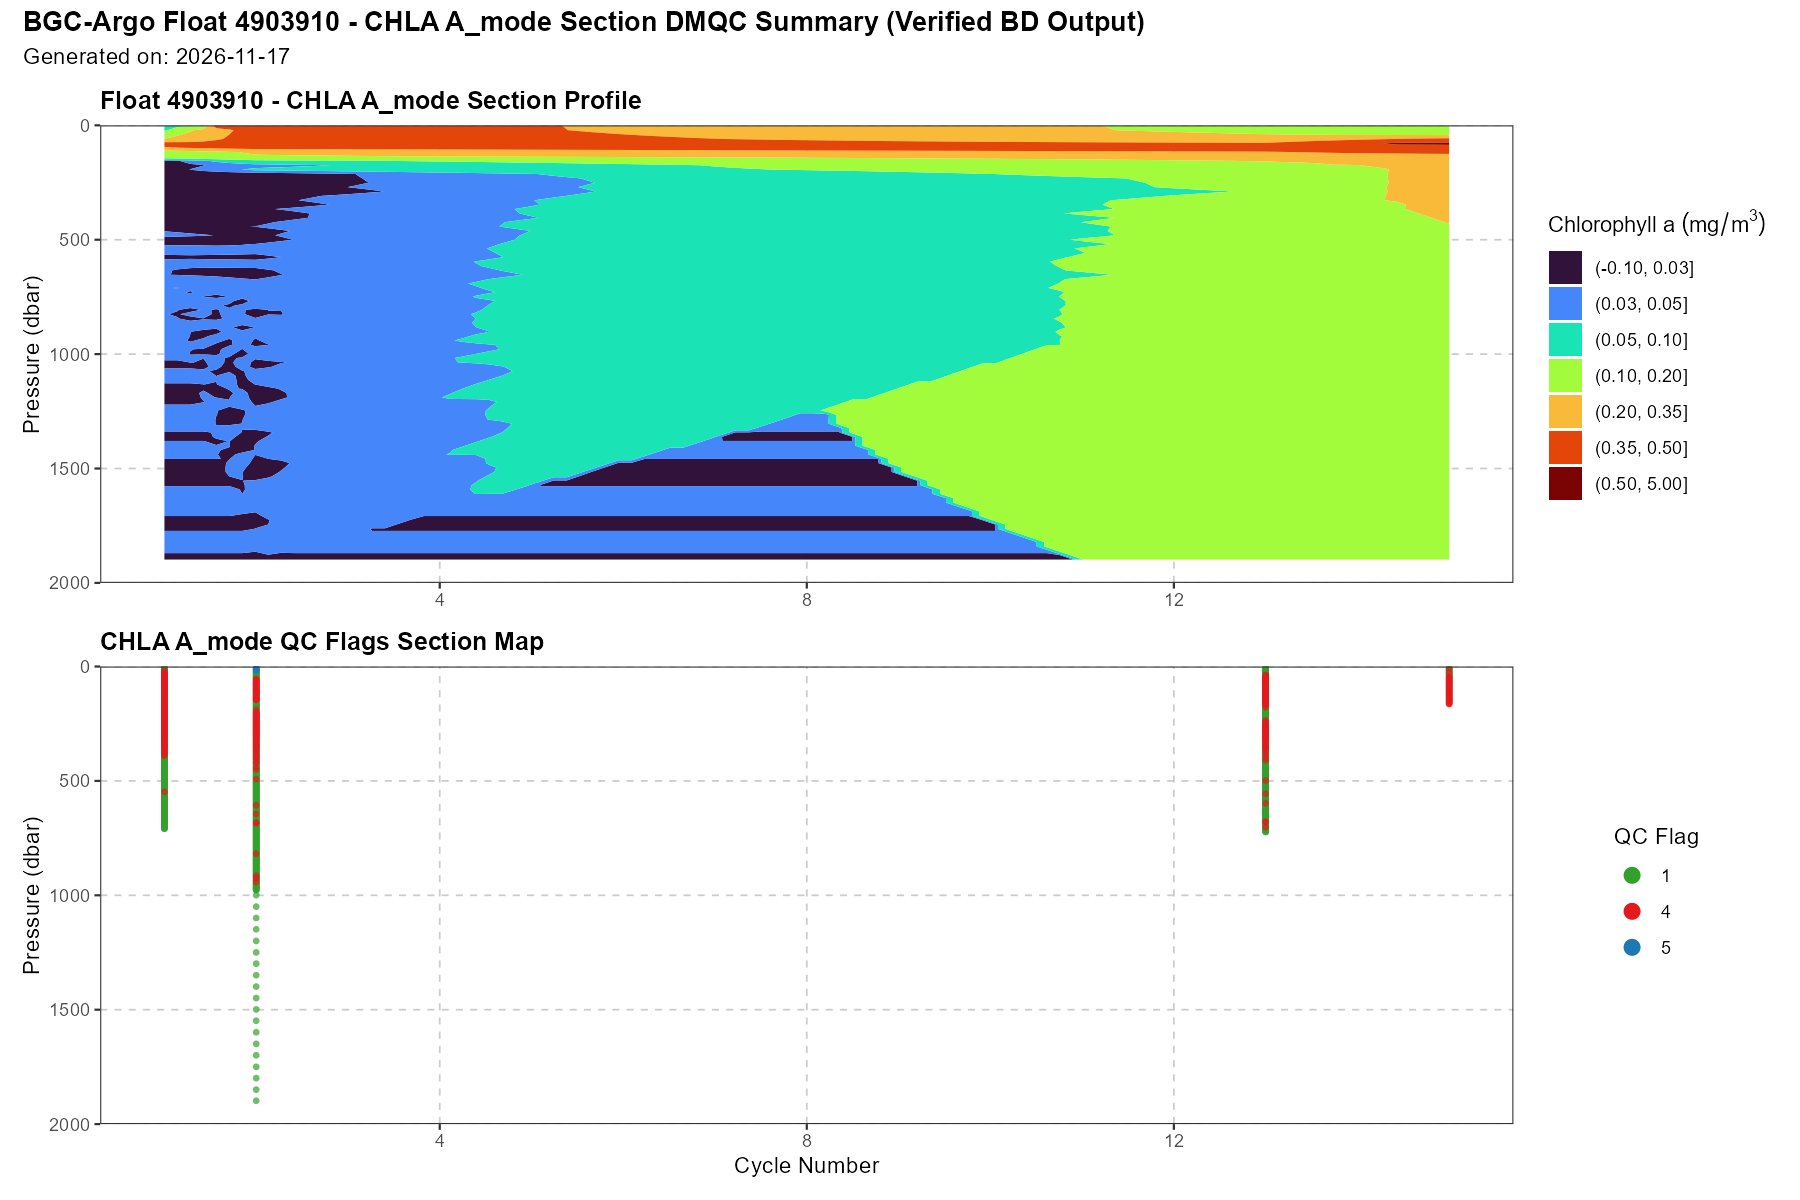 BGC-Argo Float 4903910 - CHLA A_mode Section DMQC Summary (Verified BD Output)
Generated on: 2026-11-17
Float 4903910 - CHLA A_mode Section Profile
Pressure (dbar)
0
500
1000
1500
2000
4
8
12
Chlorophyll a (mg/m³)
(-0.10, 0.03]
(0.03, 0.05]
(0.05, 0.10]
(0.10, 0.20]
(0.20, 0.35]
(0.35, 0.50]
(0.50, 5.00]
CHLA A_mode QC Flags Section Map
Pressure (dbar)
0
500
1000
1500
2000
4
8
12
Cycle Number
QC Flag
1
4
5